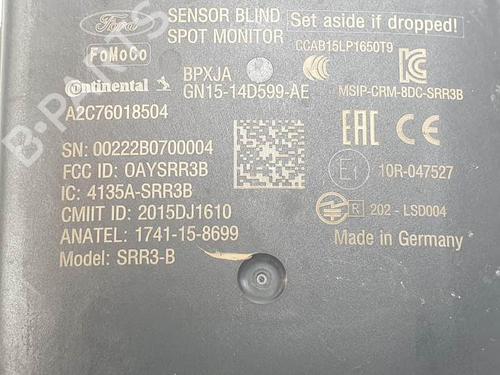 Ford
SENSOR BLIND
SPOT MONITOR
Set aside if dropped!
FoMoCo
CCAB15LP1650T9
Continental
BPXJA
GN15-14D599-AE
MSIP-CRM-8DC-SRR3B
A2C76018504
EAC
SN: 00222B0700004
FCC ID: OAYSRR3B
E1
10R-047527
IC: 4135A-SRR3B
CMIIT ID: 2015DJ1610
R
202 - LSD004
ANATEL: 1741-15-8699
Made in Germany
Model: SRR3-B
B-PARTS